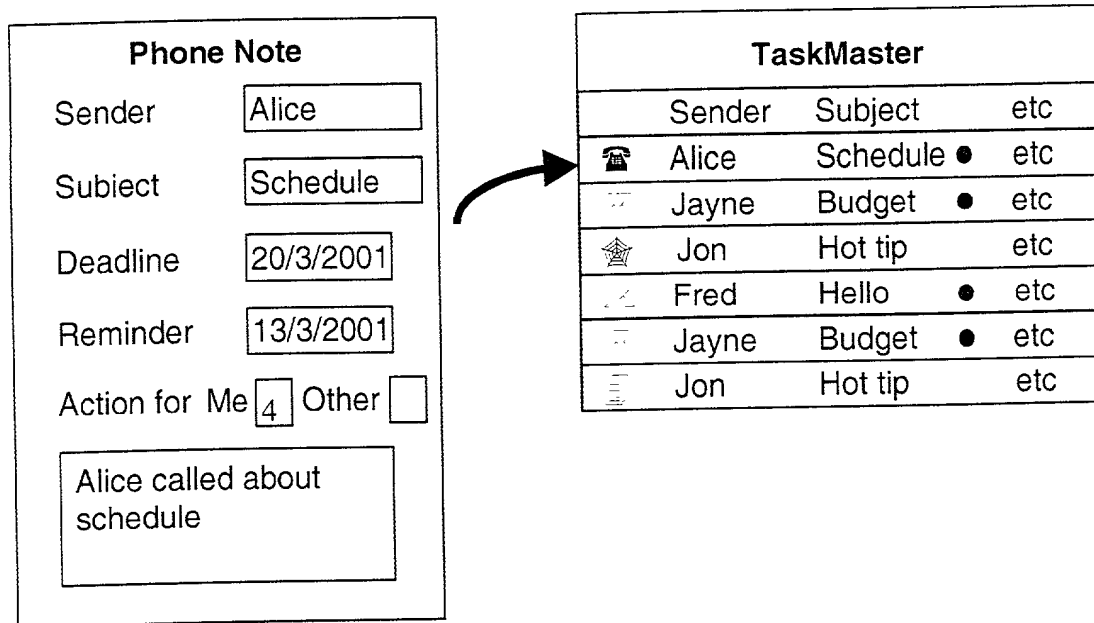 Phone Note
Sender Alice
Subiect Schedule
Deadline 20/3/2001
Reminder 13/3/2001
Action for Me 4 Other
Alice called about
schedule
TaskMaster
Sender Subject etc
Alice Schedule etc
Jayne Budget etc
Jon Hot tip etc
Fred Hello etc
Jayne Budget etc
Jon Hot tip etc